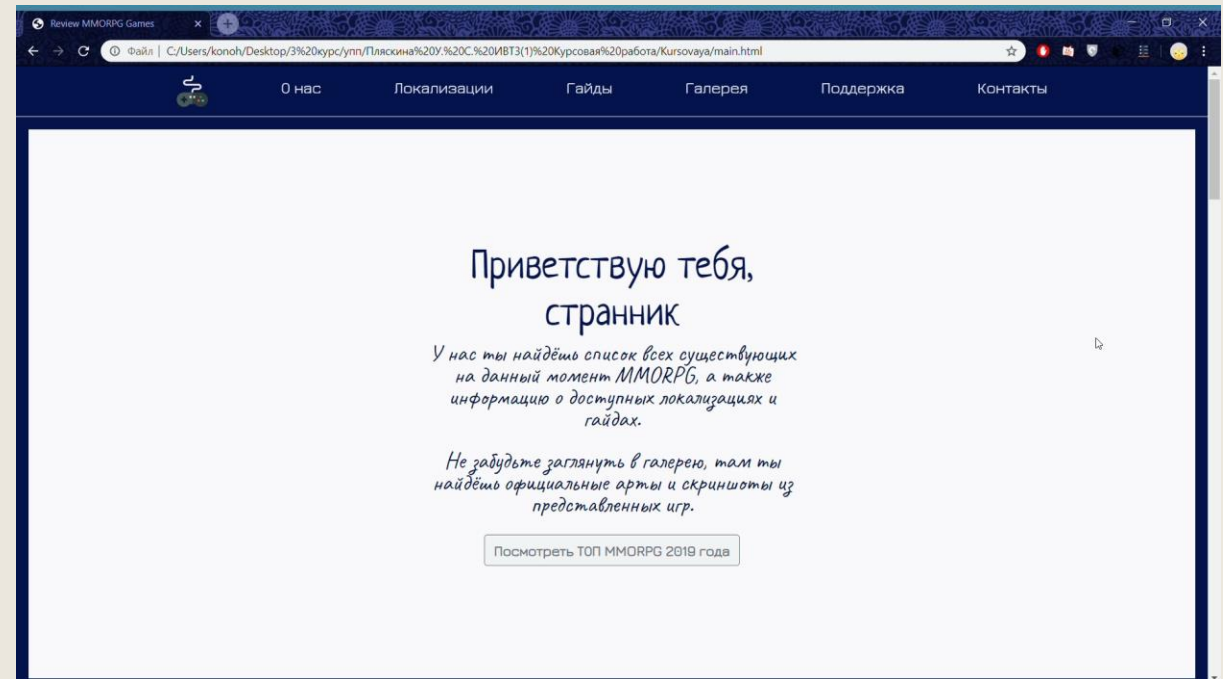 Review MMORPG Games
Файл | C:/Users/konoh/Desktop/3%20курс/упп/Пляскина%20У.%20С.%20ИВТ3(1)%20Курсовая%20работа/Kursovaya/main.html
О нас Локализации Гайды Галерея Поддержка Контакты
Приветствую тебя,
странник
У нас ты найдёшь список всех существующих
на данный момент MMORPG, а также
информацию о доступных локализациях и
гайдах.
Не забудьте заглянуть в галерею, там ты
найдёшь официальные арты и скриншоты из
представленных игр.
Посмотреть ТОП MMORPG 2019 года